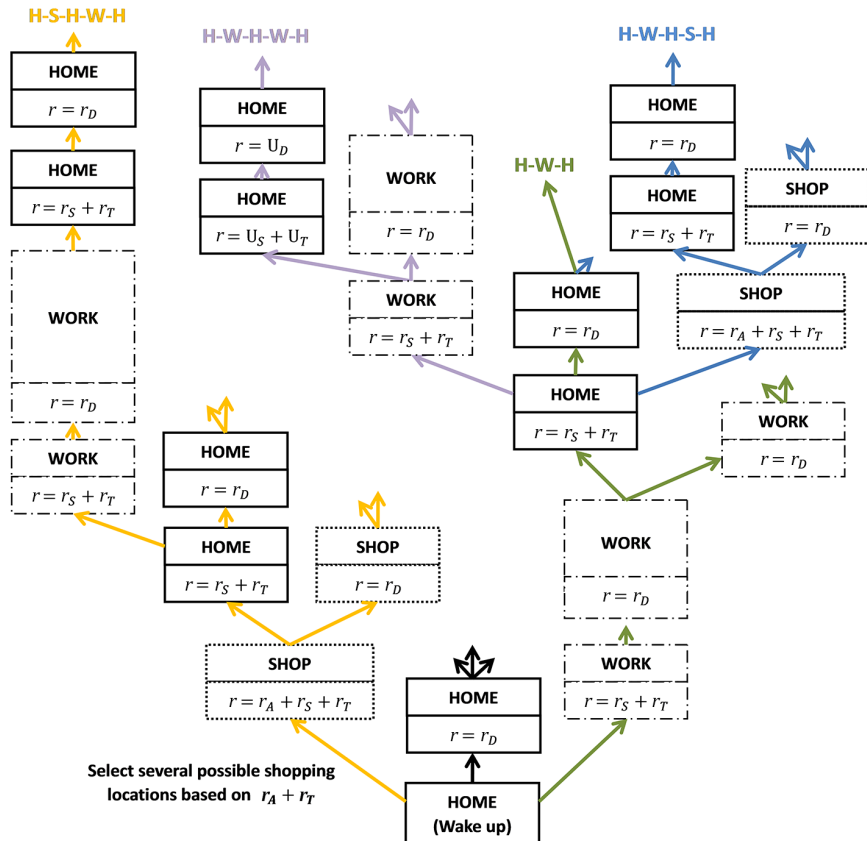 H-S-H-W-H
H-W-H-W-H
H-W-H-S-H
HOME
r = r_D
HOME
r = r_S + r_T
WORK
r = r_D
WORK
r = r_S + r_T
HOME
r = U_D
HOME
r = U_S + U_T
WORK
r = r_D
WORK
r = r_S + r_T
H-W-H
HOME
r = r_D
HOME
r = r_S + r_T
SHOP
r = r_D
SHOP
r = r_A + r_S + r_T
HOME
r = r_D
HOME
r = r_S + r_T
WORK
r = r_D
HOME
r = r_D
HOME
r = r_S + r_T
SHOP
r = r_D
WORK
r = r_D
SHOP
r = r_A + r_S + r_T
WORK
r = r_S + r_T
HOME
r = r_D
Select several possible shopping
locations based on r_A + r_T
HOME
(Wake up)